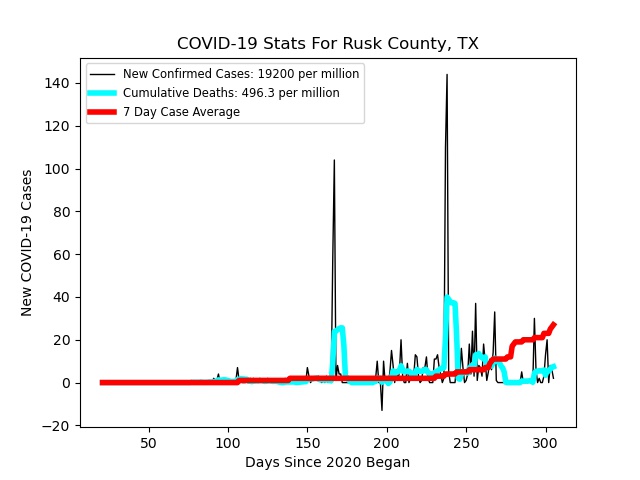 COVID-19 Stats For Rusk County, TX
New Confirmed Cases: 19200 per million
Cumulative Deaths: 496.3 per million
7 Day Case Average
New COVID-19 Cases
140
120
100
80
60
40
20
0
−20
50 100 150 200 250 300
Days Since 2020 Began